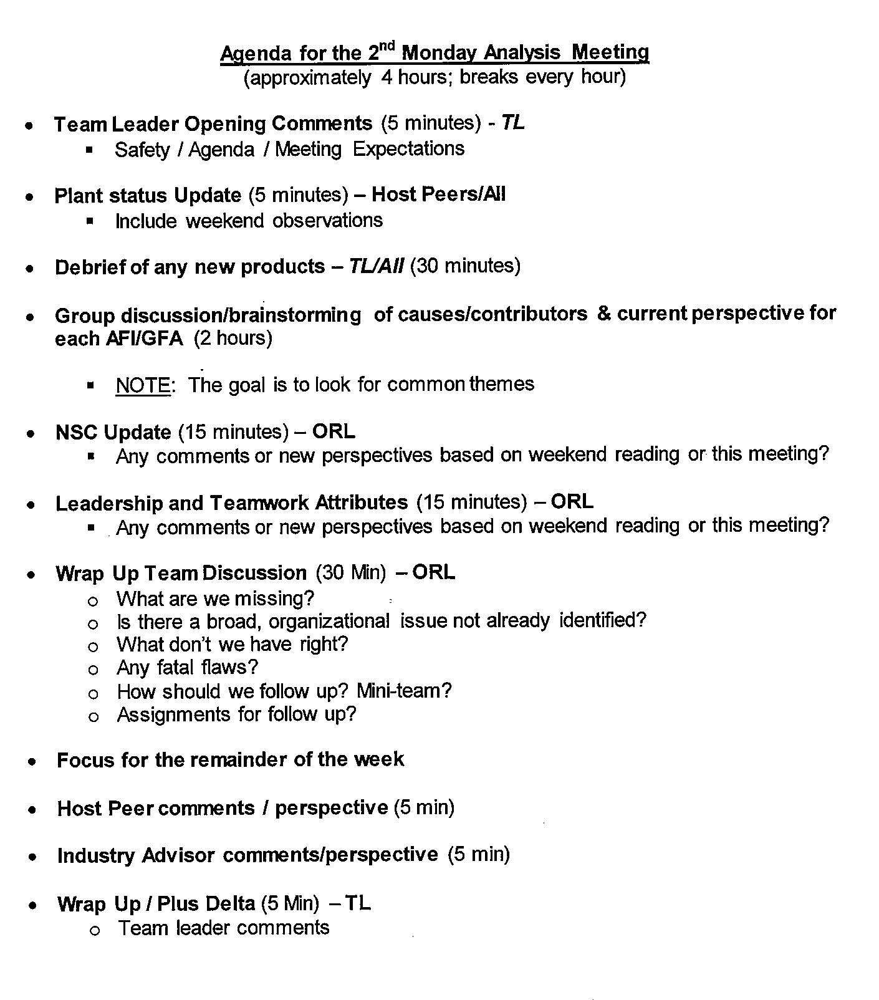 Agenda for the 2nd Monday Analysis Meeting
(approximately 4 hours; breaks every hour)
• Team Leader Opening Comments (5 minutes) - TL
▪ Safety / Agenda / Meeting Expectations
• Plant status Update (5 minutes) – Host Peers/All
▪ Include weekend observations
• Debrief of any new products – TL/All (30 minutes)
• Group discussion/brainstorming of causes/contributors & current perspective for
each AFI/GFA (2 hours)
▪ NOTE: The goal is to look for common themes
• NSC Update (15 minutes) – ORL
▪ Any comments or new perspectives based on weekend reading or this meeting?
• Leadership and Teamwork Attributes (15 minutes) – ORL
▪ Any comments or new perspectives based on weekend reading or this meeting?
• Wrap Up Team Discussion (30 Min) – ORL
o What are we missing?
o Is there a broad, organizational issue not already identified?
o What don't we have right?
o Any fatal flaws?
o How should we follow up? Mini-team?
o Assignments for follow up?
• Focus for the remainder of the week
• Host Peer comments / perspective (5 min)
• Industry Advisor comments/perspective (5 min)
• Wrap Up / Plus Delta (5 Min) – TL
o Team leader comments